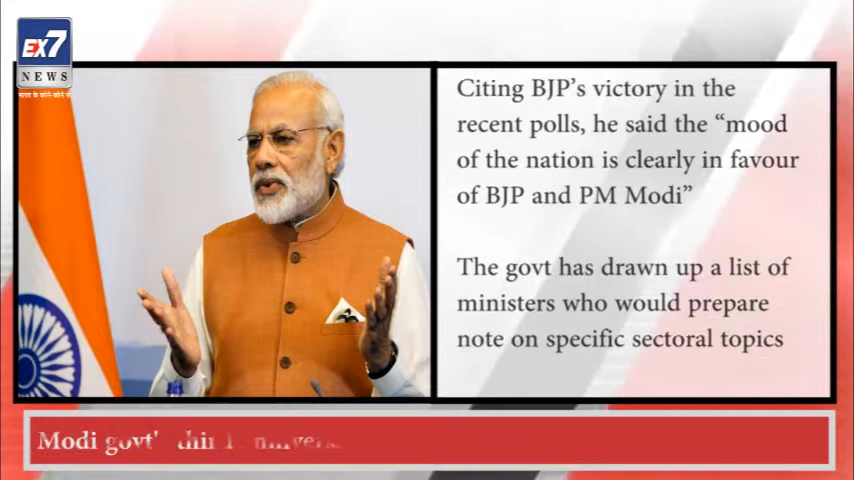 EX7
NEWS
Citing BJP’s victory in the
recent polls, he said the “mood
of the nation is clearly in favour
of BJP and PM Modi”
The govt has drawn up a list of
ministers who would prepare
note on specific sectoral topics
Modi govt'